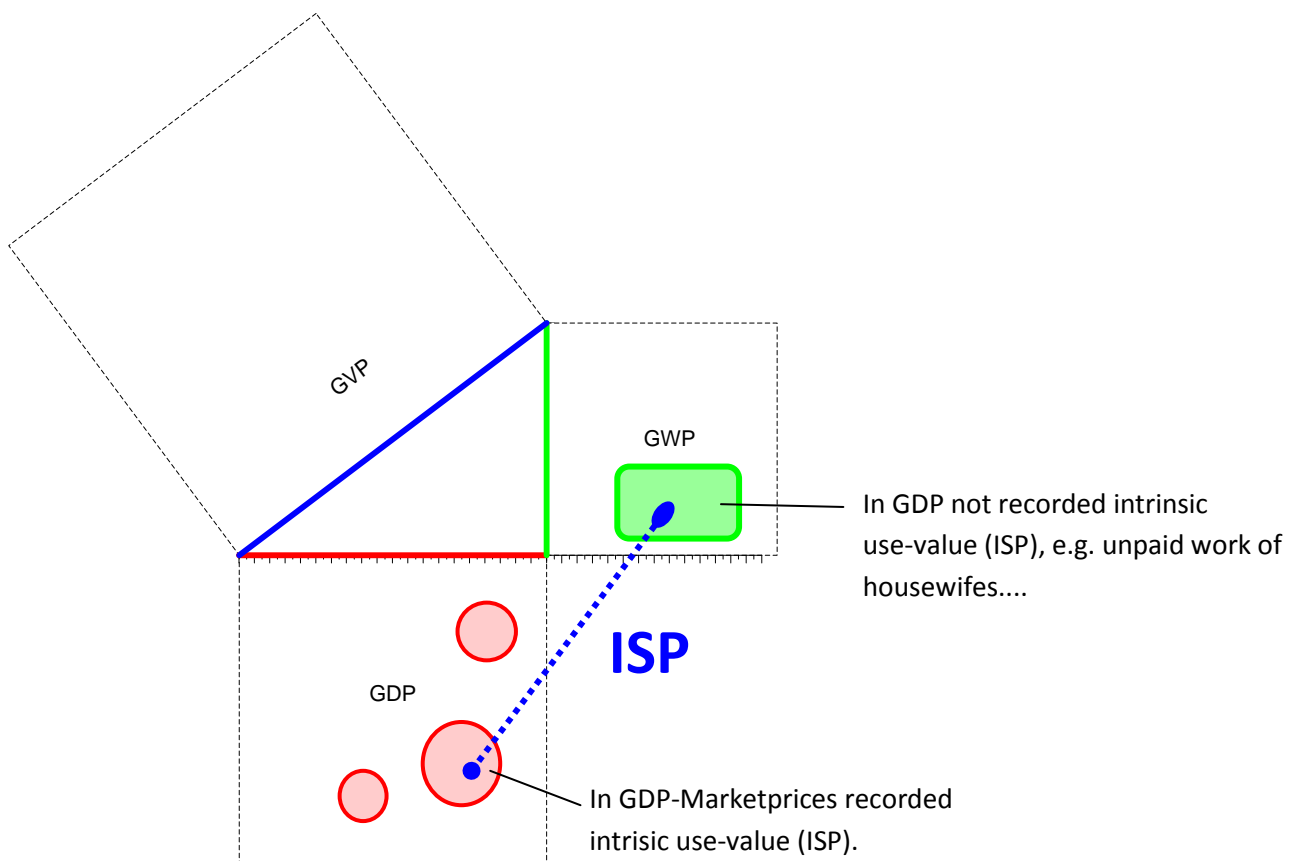 GVP
GWP
In GDP not recorded intrinsic
use-value (ISP), e.g. unpaid work of
housewifes....
ISP
GDP
In GDP-Marketprices recorded
intrisic use-value (ISP).